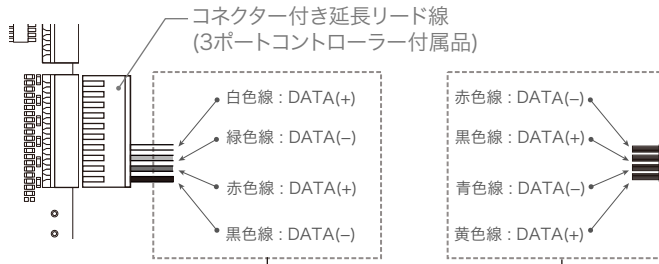 コネクター付き延長リード線
(3ポートコントローラー付属品)
白色線 : DATA(+)
緑色線 : DATA(−)
赤色線 : DATA(+)
黒色線 : DATA(−)
赤色線 : DATA(−)
黒色線 : DATA(+)
青色線 : DATA(−)
黄色線 : DATA(+)